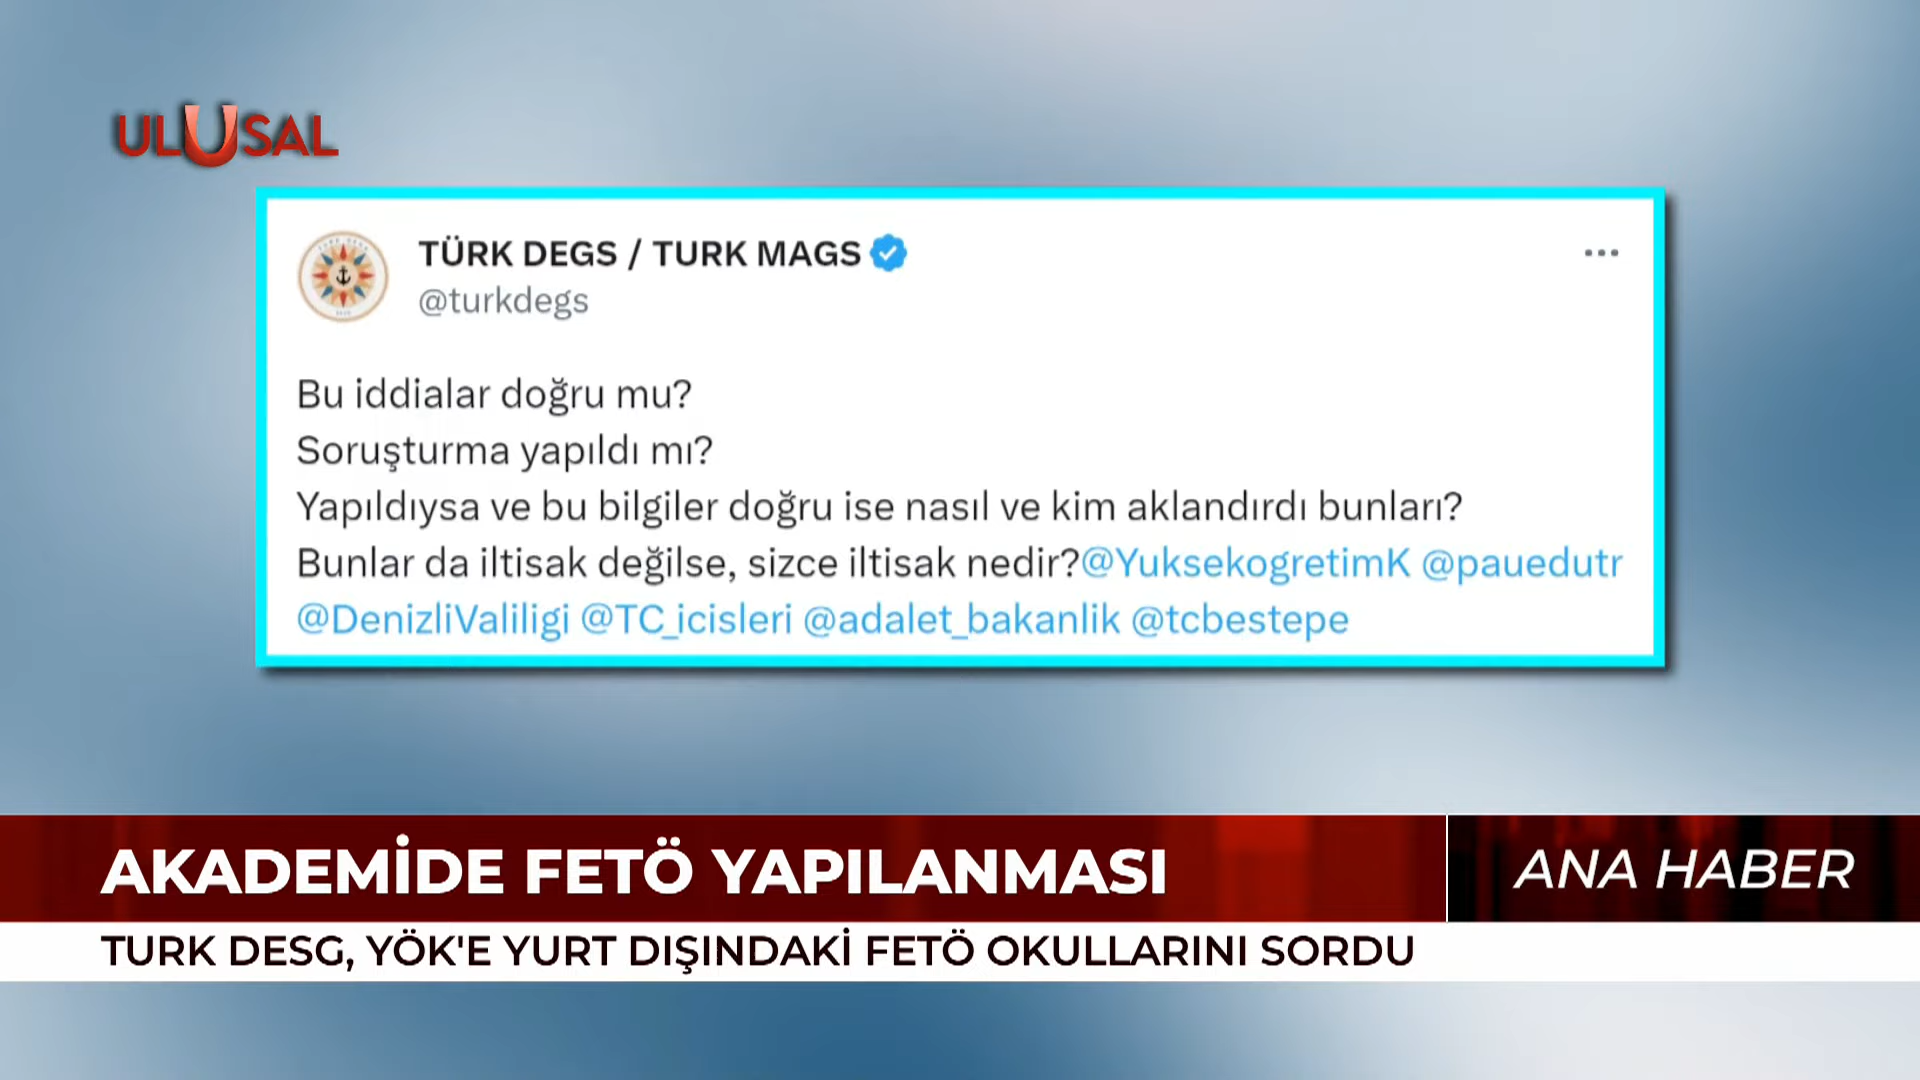 ULUSAL
TÜRK DEGS / TURK MAGS
@turkdegs
Bu iddialar doğru mu?
Soruşturma yapıldı mı?
Yapıldıysa ve bu bilgiler doğru ise nasıl ve kim aklandırdı bunları?
Bunlar da iltisak değilse, sizce iltisak nedir?@YuksekogretimK @pauedutr
@DenizliValiligi @TC_icisleri @adalet_bakanlik @tcbestepe
AKADEMİDE FETÖ YAPILANMASI
ANA HABER
TURK DESG, YÖK'E YURT DIŞINDAKİ FETÖ OKULLARINI SORDU